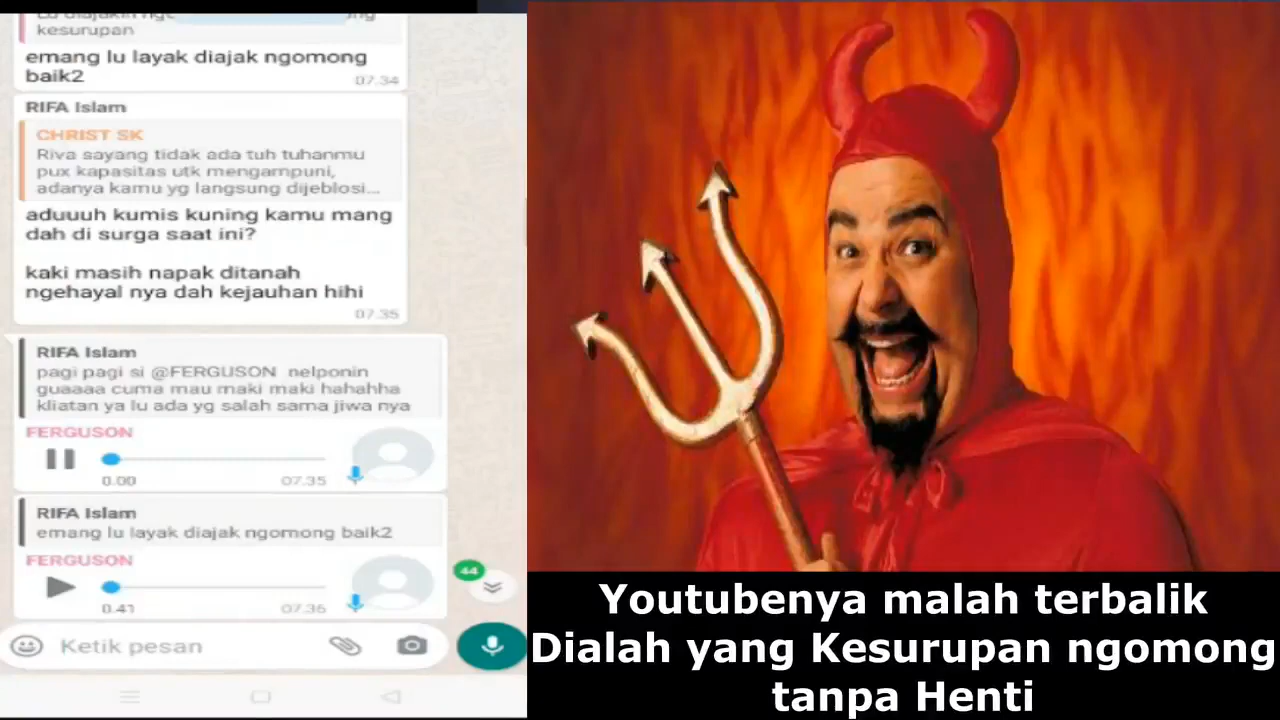 kesurupan
emang lu layak diajak ngomong
baik2
07.34
RIFA Islam
CHRIST SK
Riva sayang tidak ada tuh tuhanmu
pux kapasitas utk mengampuni,
adanya kamu yg langsung dijeblosi...
aduuuh kumis kuning kamu mang
dah di surga saat ini?
kaki masih napak ditanah
ngehayal nya dah kejauhan hihi
07.35
RIFA Islam
pagi pagi si @FERGUSON nelponin
guaaaa cuma mau maki maki hahahha
kliatan ya lu ada yg salah sama jiwa nya
FERGUSON
0.00
07.35
RIFA Islam
emang lu layak diajak ngomong baik2
FERGUSON
0.41
07.36
44
Ketik pesan
Youtubenya malah terbalik
Dialah yang Kesurupan ngomong
tanpa Henti